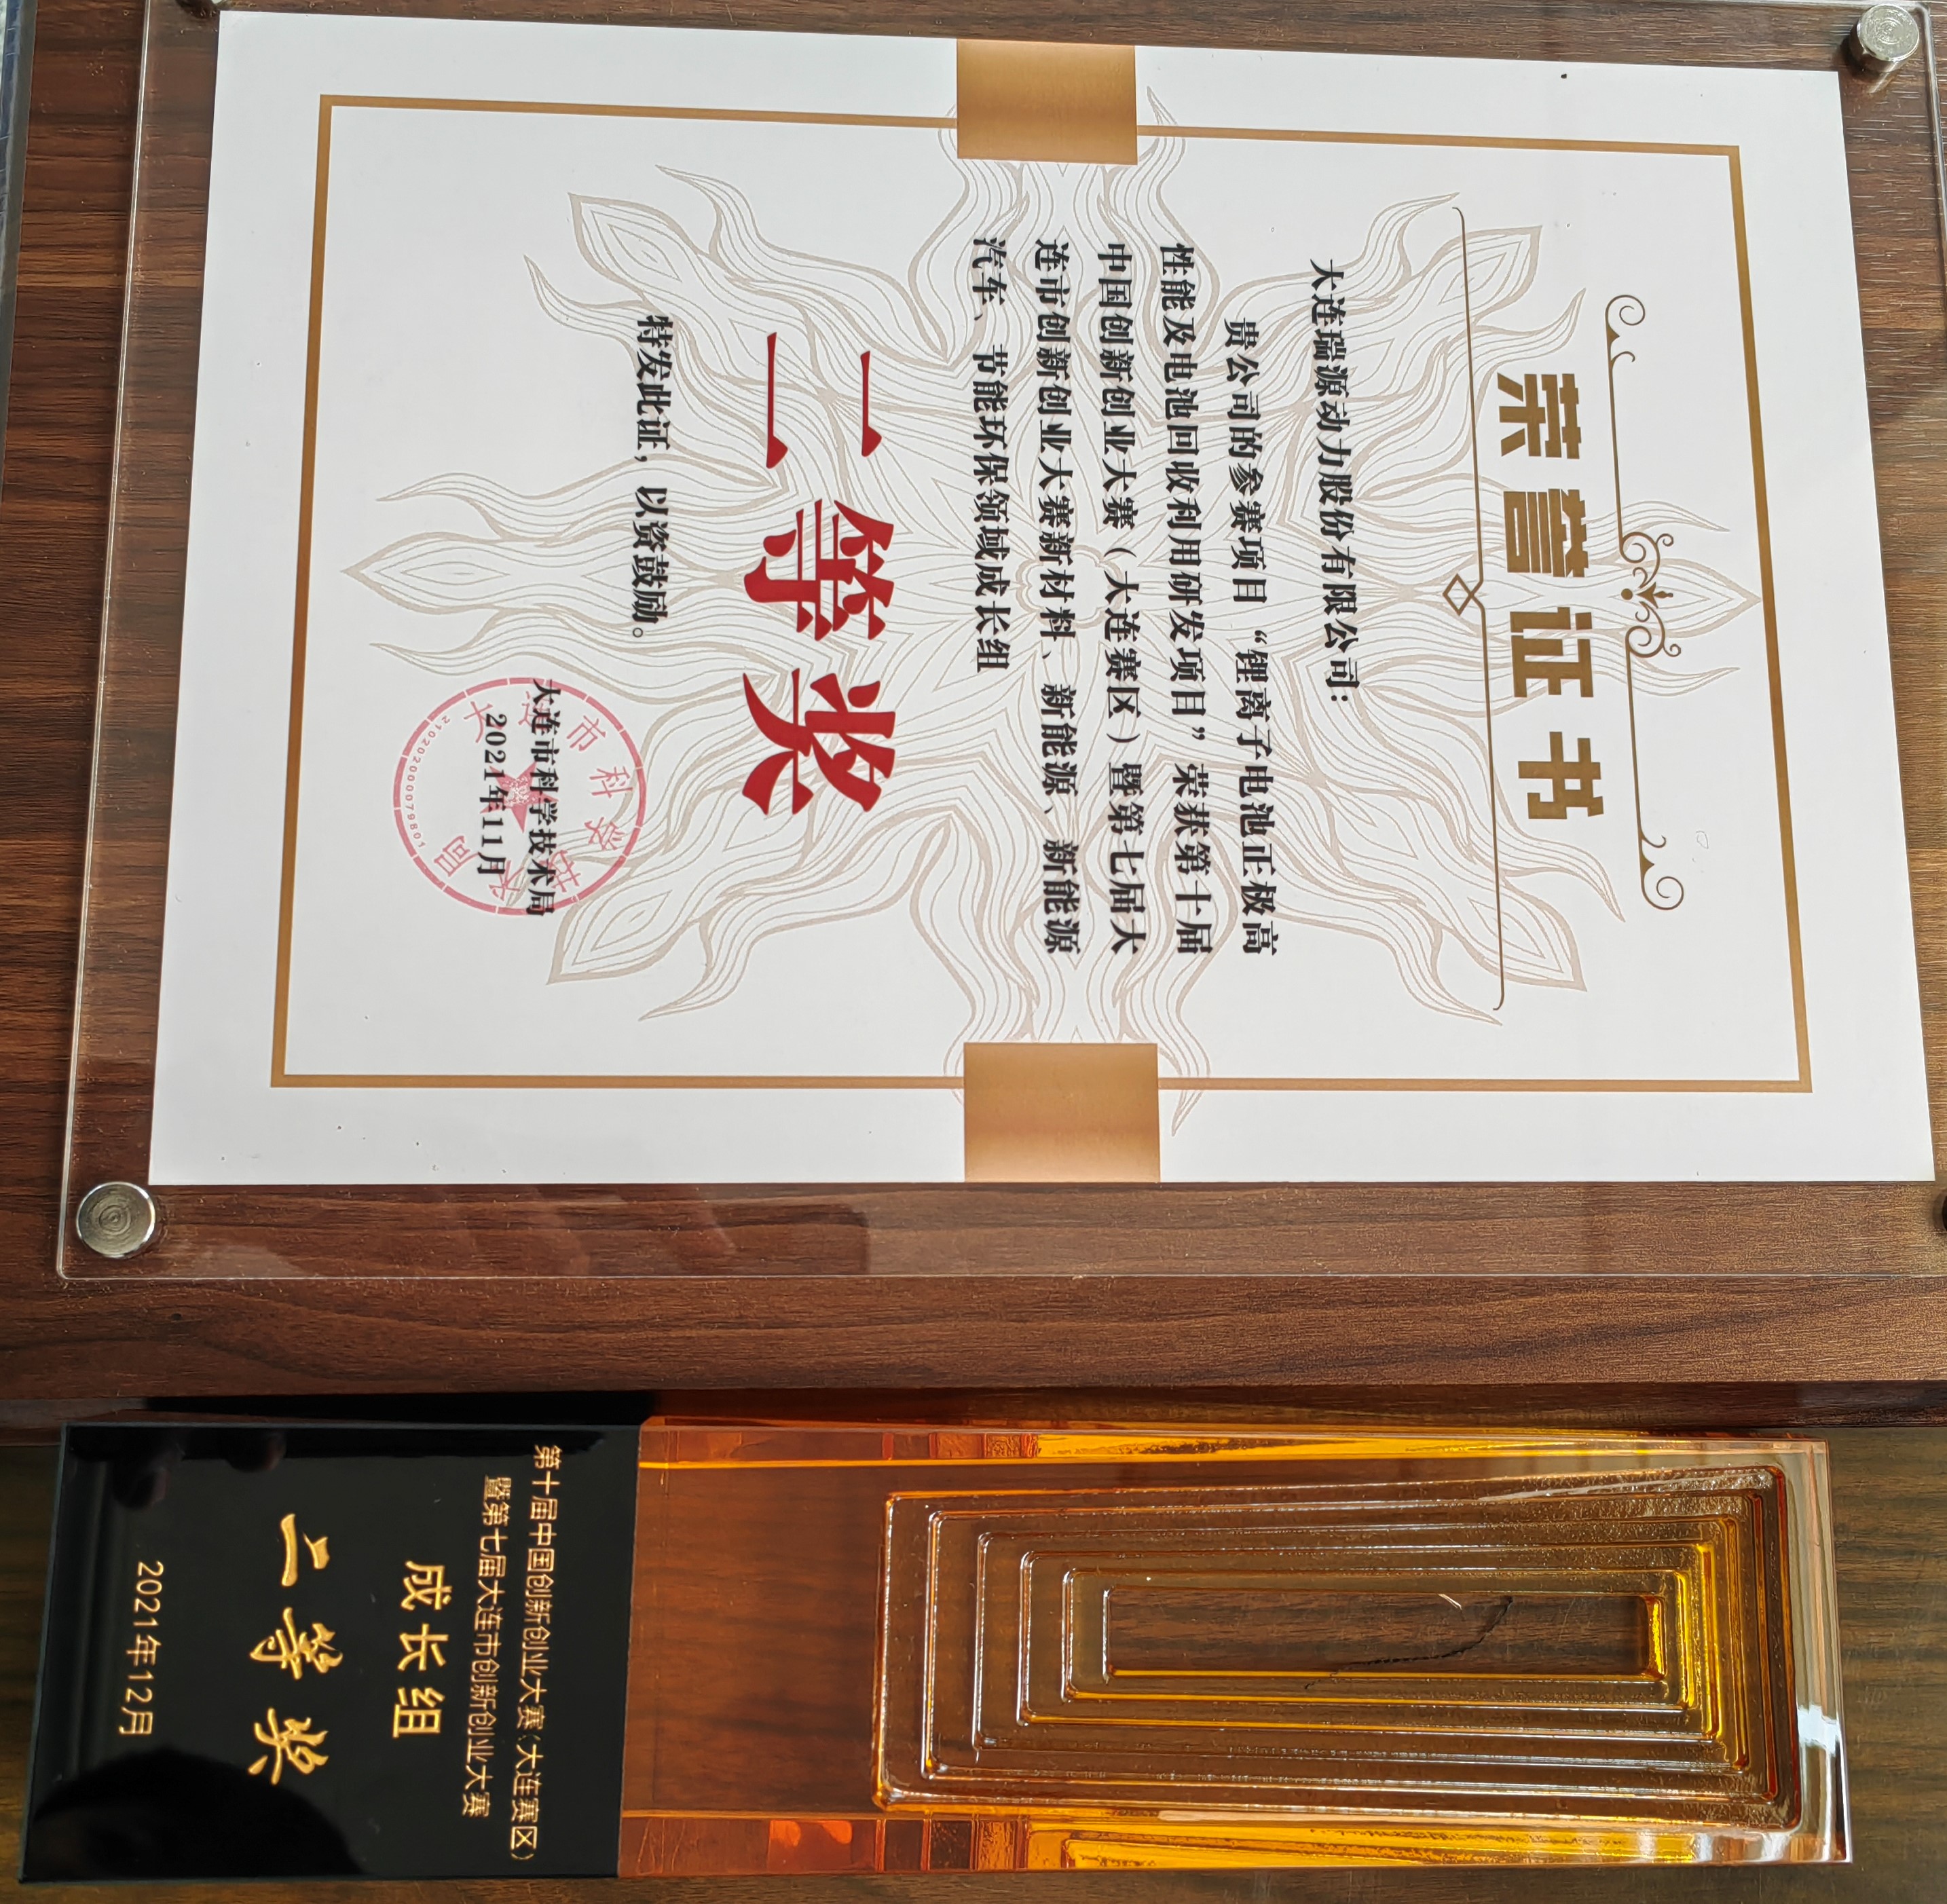 荣誉证书
大连瑞源动力股份有限公司：
贵公司的参赛项目“锂离子电池正极高
性能及电池回收利用研发项目”荣获第十届
中国创新创业大赛（大连赛区）暨第七届大
连市创新创业大赛新材料、新能源、新能源
汽车、节能环保领域成长组
二等奖
特发此证，以资鼓励。
大连市科学技术局
2021年11月
大连市科学技术局
第十届中国创新创业大赛（大连赛区）
暨第七届大连市创新创业大赛
成长组
二等奖
2021年12月